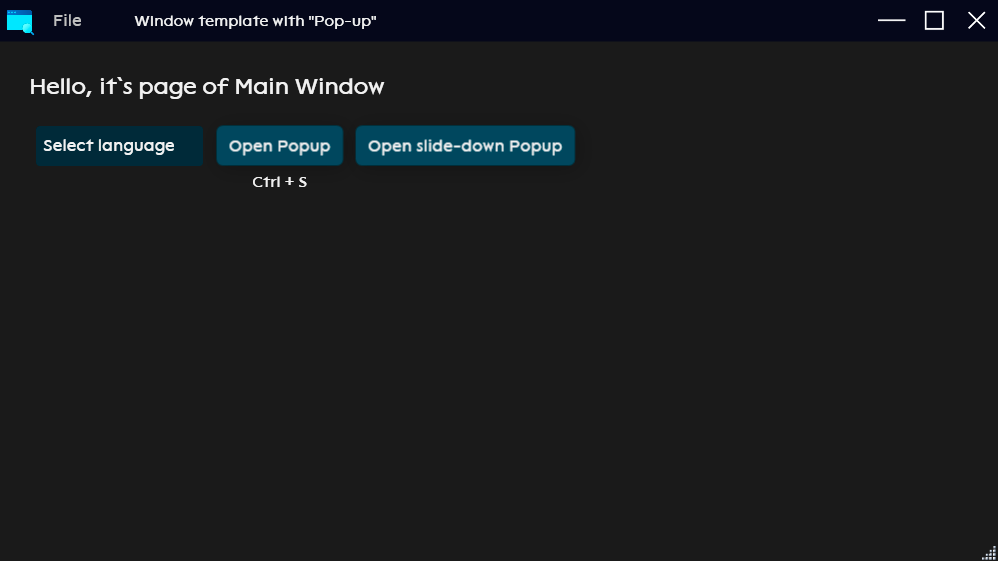 File
Window template with "Pop-up"
Hello, it`s page of Main Window
Select language
Open Popup
Open slide-down Popup
Ctrl + S